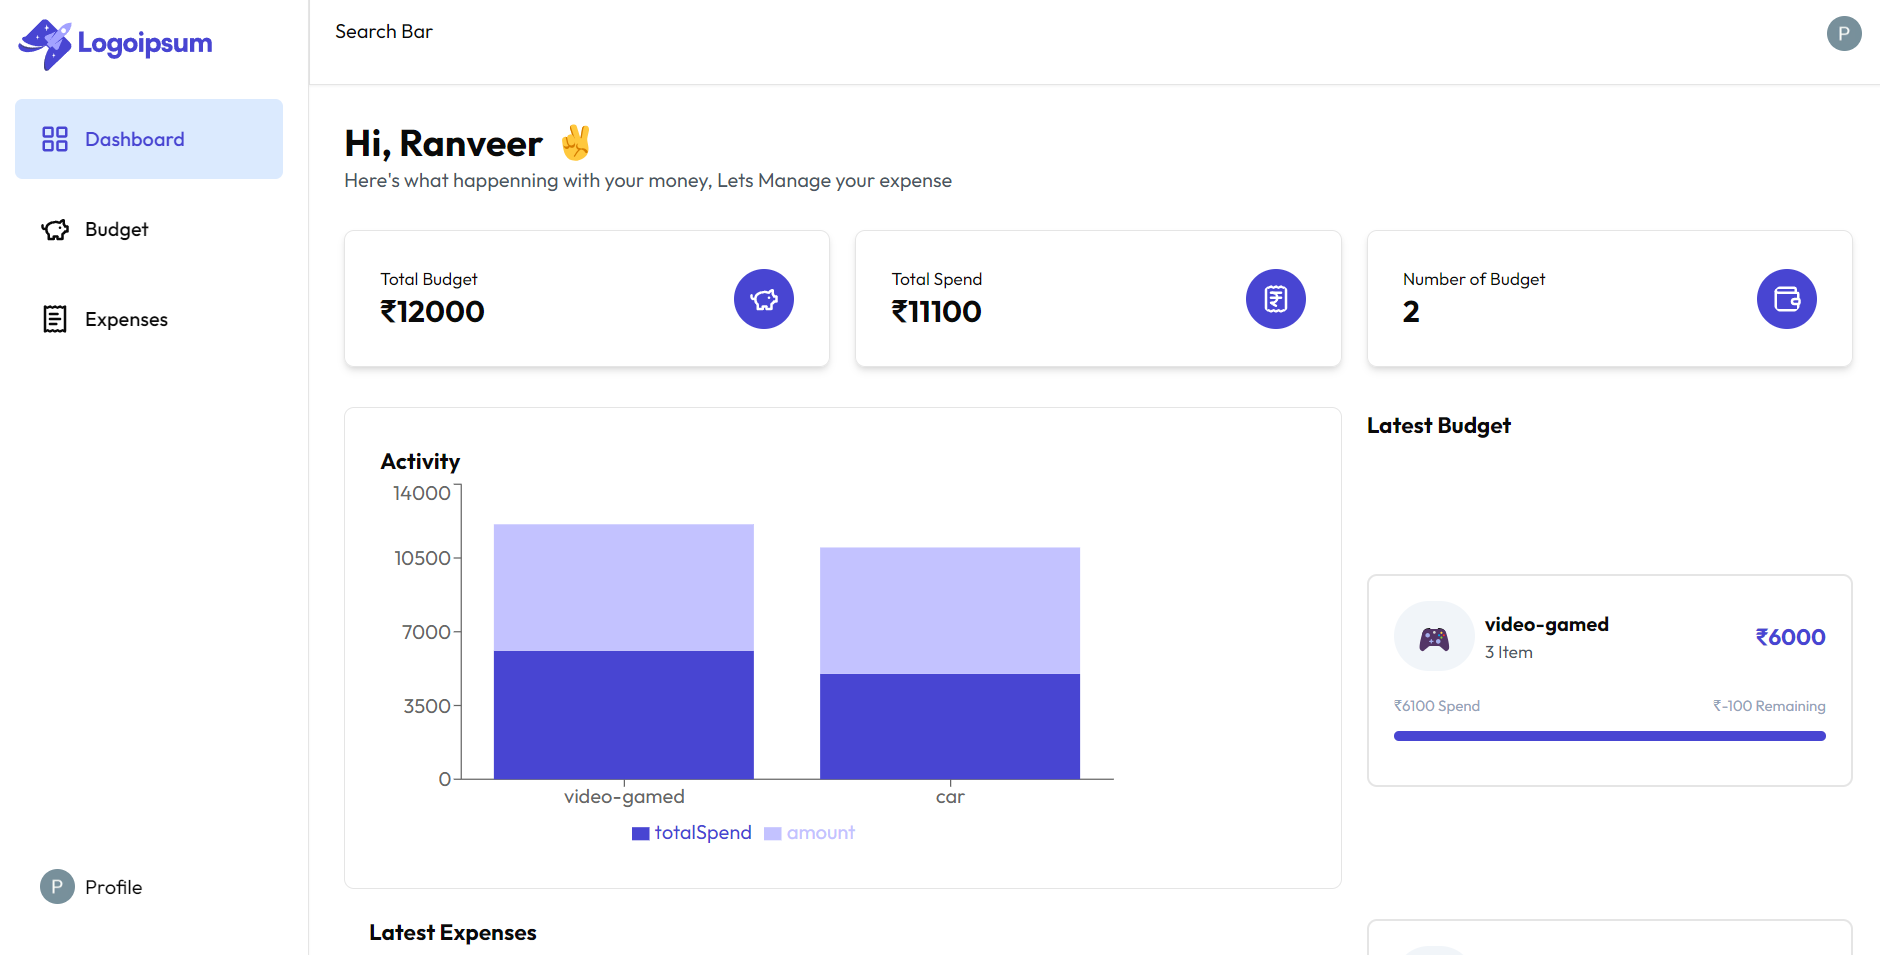 Logoipsum
Search Bar
P
Dashboard
Budget
Expenses
Profile
P
Hi, Ranveer ✌️
Here's what happenning with your money, Lets Manage your expense
Total Budget
₹12000
Total Spend
₹11100
Number of Budget
2
Activity
14000
10500
7000
3500
0
video-gamed car
totalSpend amount
Latest Budget
video-gamed
3 Item
₹6000
₹6100 Spend ₹-100 Remaining
Latest Expenses